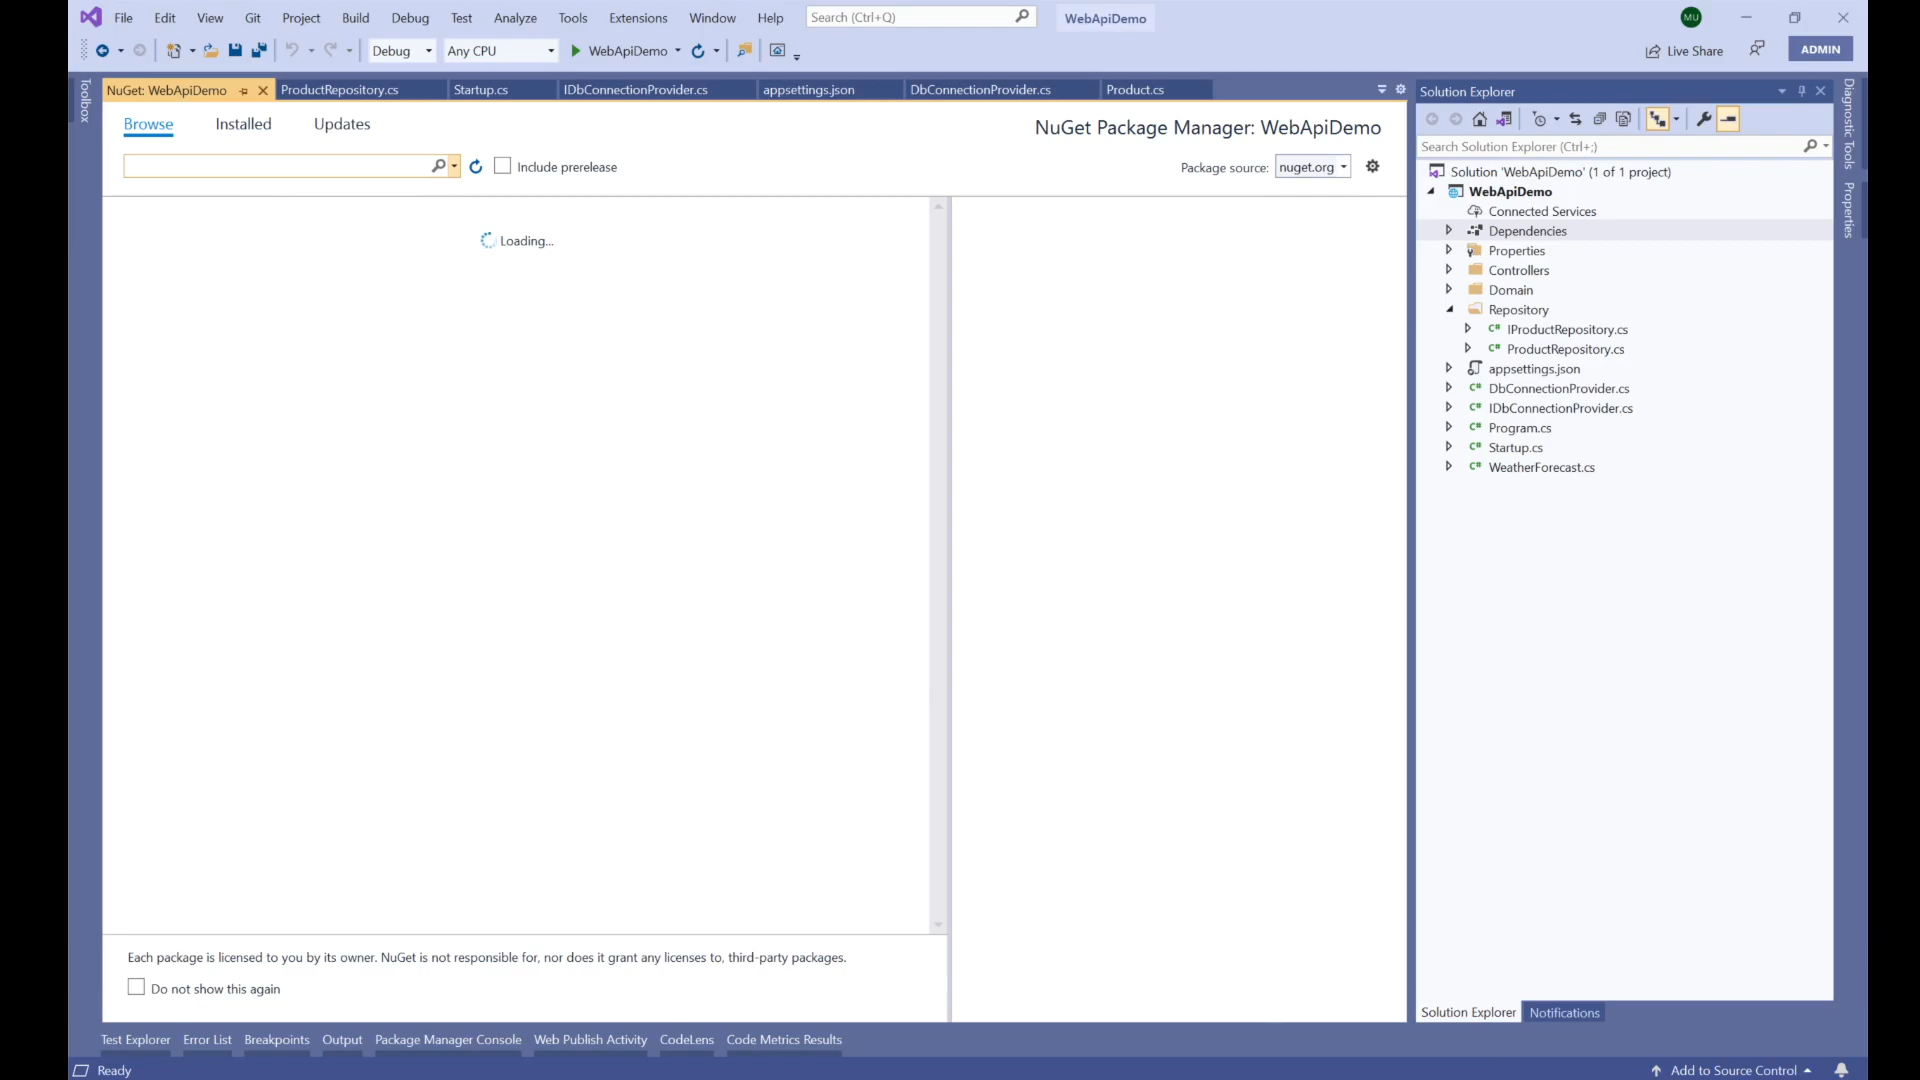 File Edit View Git Project Build Debug Test Analyze Tools Extensions Window Help Search (Ctrl+Q) WebApiDemo MU
Debug Any CPU WebApiDemo Live Share ADMIN
Toolbox
NuGet: WebApiDemo ProductRepository.cs Startup.cs IDbConnectionProvider.cs appsettings.json DbConnectionProvider.cs Product.cs
Browse Installed Updates
NuGet Package Manager: WebApiDemo
Include prerelease
Package source: nuget.org
Loading...
Each package is licensed to you by its owner. NuGet is not responsible for, nor does it grant any licenses to, third-party packages.
Do not show this again
Solution Explorer
Search Solution Explorer (Ctrl+;)
Solution 'WebApiDemo' (1 of 1 project)
WebApiDemo
Connected Services
Dependencies
Properties
Controllers
Domain
Repository
C# IProductRepository.cs
C# ProductRepository.cs
appsettings.json
C# DbConnectionProvider.cs
C# IDbConnectionProvider.cs
C# Program.cs
C# Startup.cs
C# WeatherForecast.cs
Solution Explorer Notifications
Diagnostic Tools
Properties
Test Explorer Error List Breakpoints Output Package Manager Console Web Publish Activity CodeLens Code Metrics Results
Ready Add to Source Control